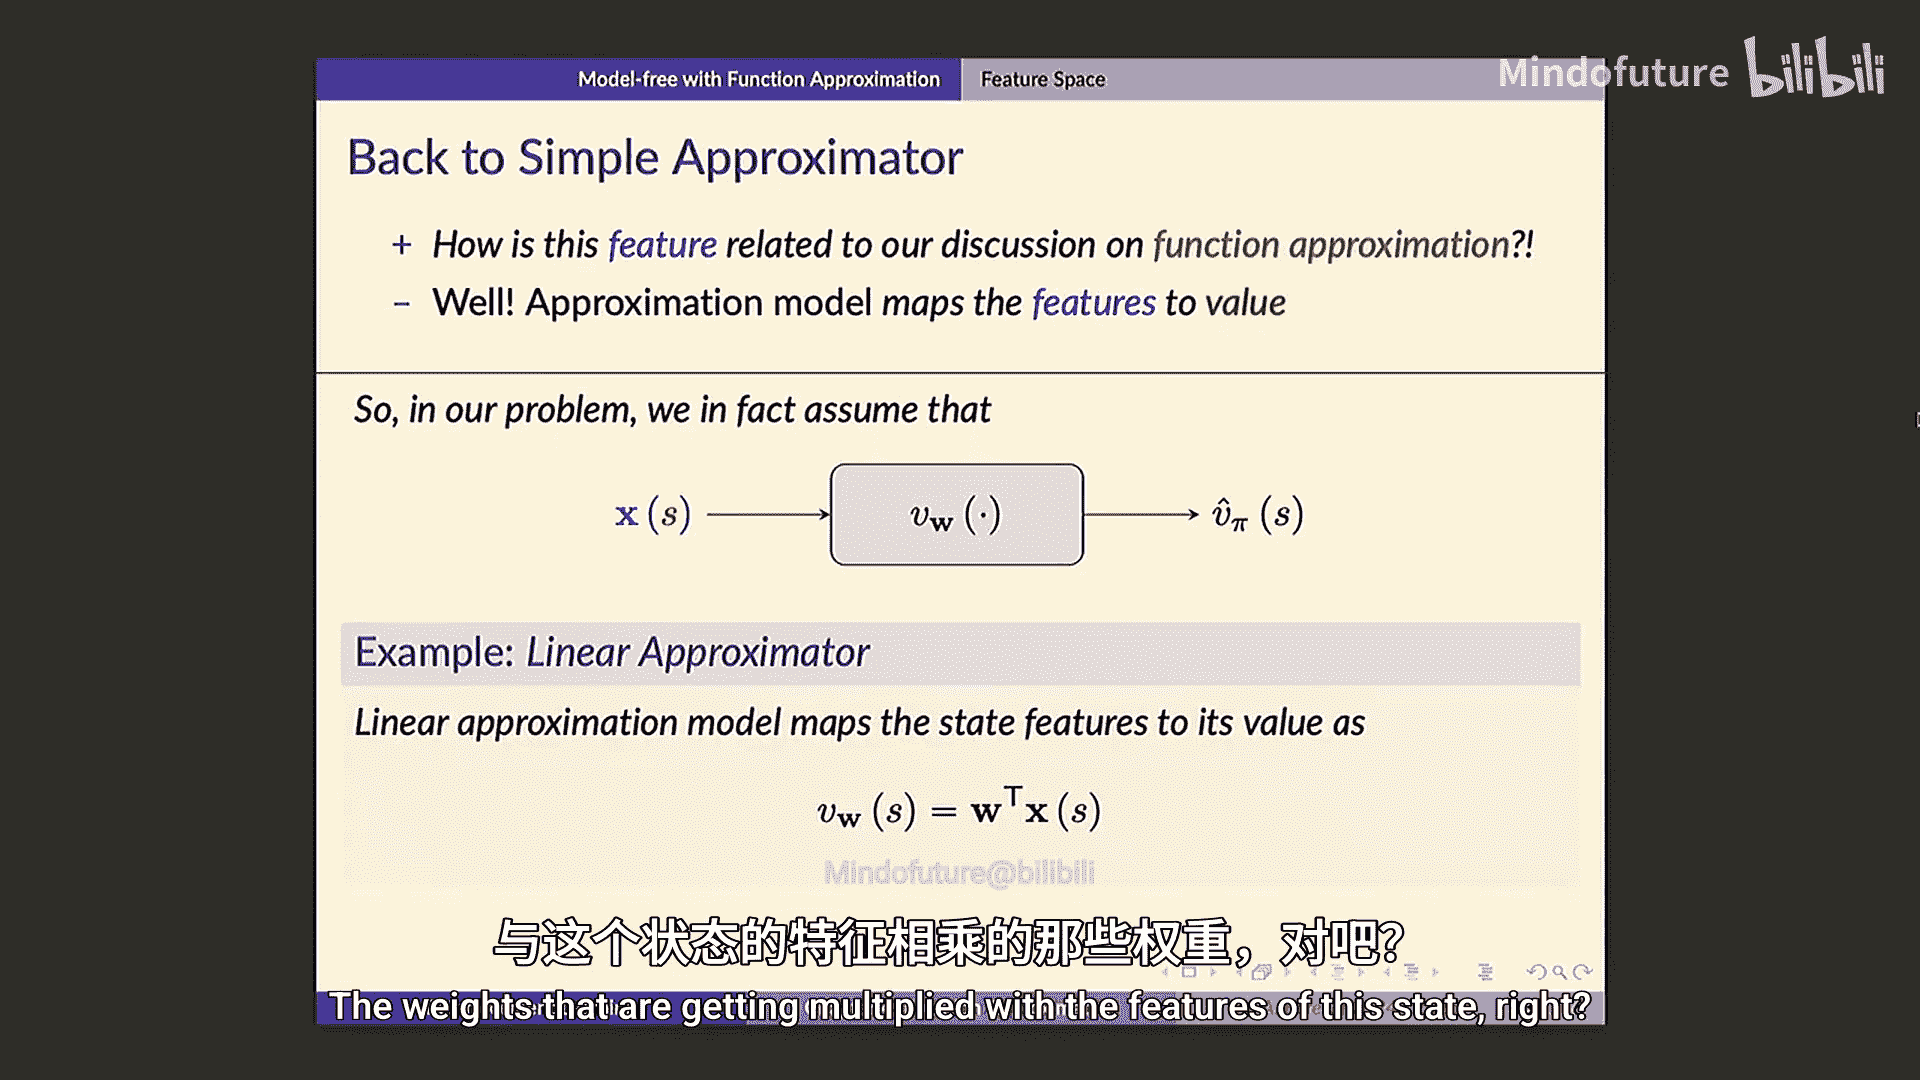 Model-free with Function Approximation Feature Space
Mindofuture bilibili
Back to Simple Approximator
+ How is this feature related to our discussion on function approximation?!
– Well! Approximation model maps the features to value
So, in our problem, we in fact assume that
x (s) v_w (·) v̂_π (s)
Example: Linear Approximator
Linear approximation model maps the state features to its value as
v_w (s) = w^T x (s)
Mindofuture@bilibili
与这个状态的特征相乘的那些权重，对吧？
The weights that are getting multiplied with the features of this state, right?